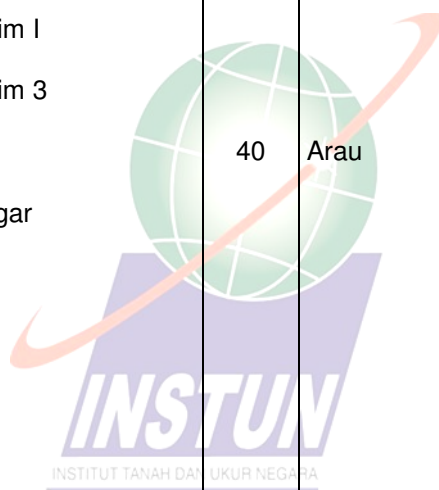 im I
im 3
40 Arau
gar
INSTUN
INSTITUT TANAH DAN UKUR NEGARA